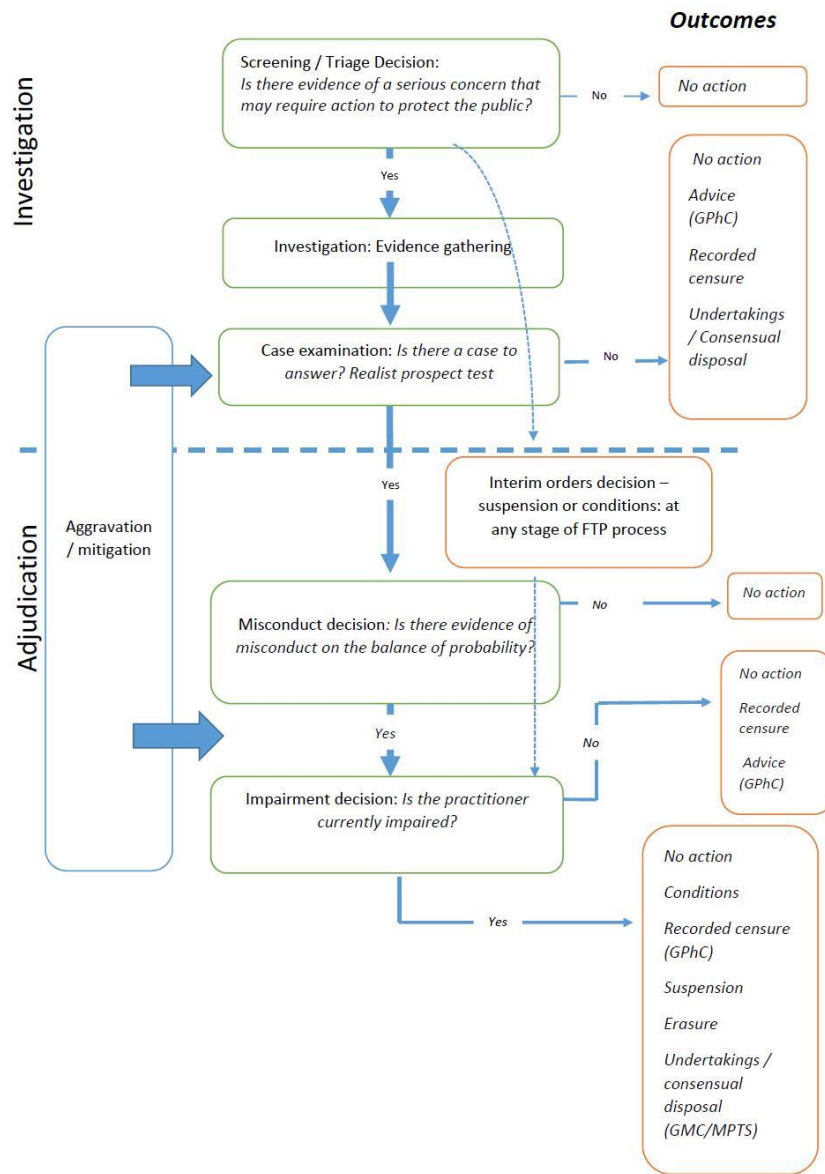 Outcomes
Investigation
Screening / Triage Decision:
Is there evidence of a serious concern that
may require action to protect the public?
No
No action
Yes
Investigation: Evidence gathering
No action
Advice
(GPhC)
Recorded
censure
Undertakings
/ Consensual
disposal
Case examination: Is there a case to
answer? Realist prospect test
No
Adjudication
Aggravation
/ mitigation
Yes
Interim orders decision –
suspension or conditions: at
any stage of FTP process
Misconduct decision: Is there evidence of
misconduct on the balance of probability?
No
No action
Yes
No
No action
Recorded
censure
Advice
(GPhC)
Impairment decision: Is the practitioner
currently impaired?
Yes
No action
Conditions
Recorded censure
(GPhC)
Suspension
Erasure
Undertakings /
consensual
disposal
(GMC/MPTS)